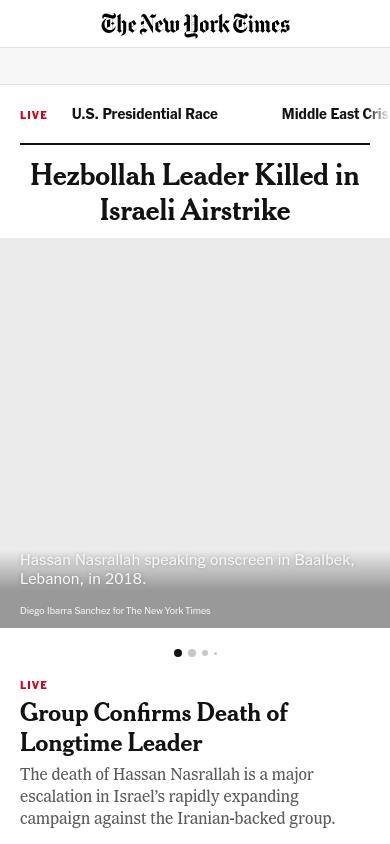 The New York Times
LIVE U.S. Presidential Race Middle East Cris
Hezbollah Leader Killed in
Israeli Airstrike
Hassan Nasrallah speaking onscreen in Baalbek,
Lebanon, in 2018.
Diego Ibarra Sanchez for The New York Times
LIVE
Group Confirms Death of
Longtime Leader
The death of Hassan Nasrallah is a major
escalation in Israel’s rapidly expanding
campaign against the Iranian-backed group.